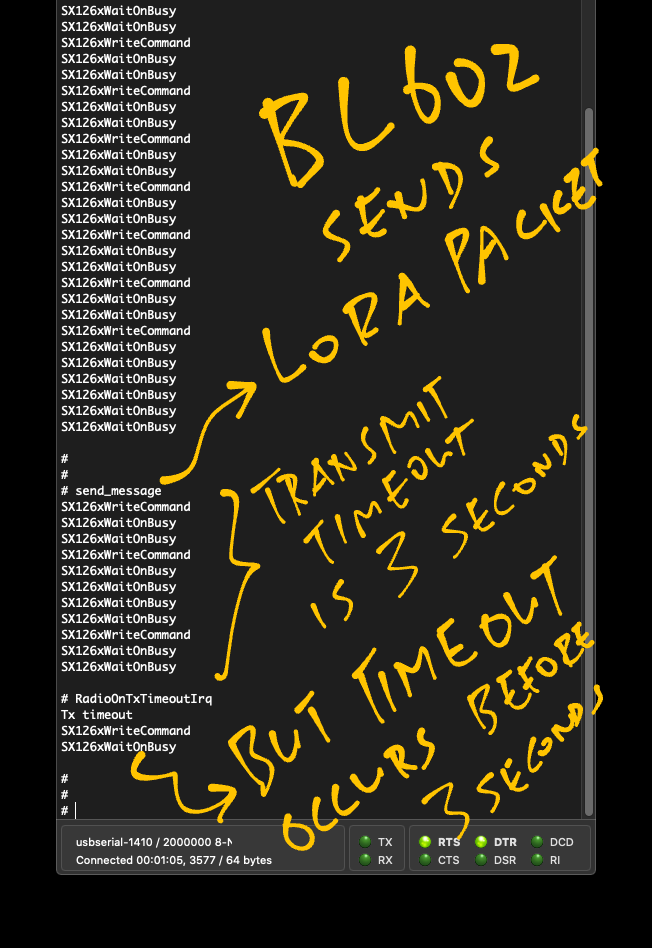 SX126xWaitOnBusy
SX126xWaitOnBusy
SX126xWriteCommand
SX126xWaitOnBusy
SX126xWaitOnBusy
SX126xWriteCommand
SX126xWaitOnBusy
SX126xWaitOnBusy
SX126xWriteCommand
SX126xWaitOnBusy
SX126xWaitOnBusy
SX126xWriteCommand
SX126xWaitOnBusy
SX126xWaitOnBusy
SX126xWriteCommand
SX126xWaitOnBusy
SX126xWaitOnBusy
SX126xWriteCommand
SX126xWaitOnBusy
SX126xWaitOnBusy
SX126xWriteCommand
SX126xWaitOnBusy
SX126xWaitOnBusy
SX126xWaitOnBusy
SX126xWaitOnBusy
SX126xWaitOnBusy
SX126xWaitOnBusy
#
#
# send_message
SX126xWriteCommand
SX126xWaitOnBusy
SX126xWaitOnBusy
SX126xWriteCommand
SX126xWaitOnBusy
SX126xWaitOnBusy
SX126xWaitOnBusy
SX126xWaitOnBusy
SX126xWriteCommand
SX126xWaitOnBusy
SX126xWaitOnBusy
# RadioOnTxTimeoutIrq
Tx timeout
SX126xWriteCommand
SX126xWaitOnBusy
#
#
#
BL602
SENDS
LORA PACKET
TRANSMIT
TIMEOUT
IS 3 SECONDS
BUT TIMEOUT
OCCURS BEFORE
3 SECONDS
usbserial-1410 / 2000000 8-N
Connected 00:01:05, 3577 / 64 bytes
TX RTS DTR DCD
RX CTS DSR RI